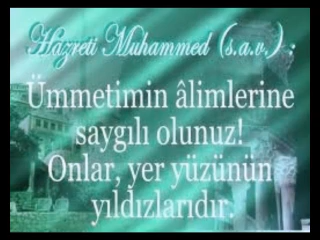 Hazreti Muhammed (s.a.v.) :
Ümmetimin âlimlerine
saygılı olunuz!
Onlar, yer yüzünün
yıldızlarıdır.